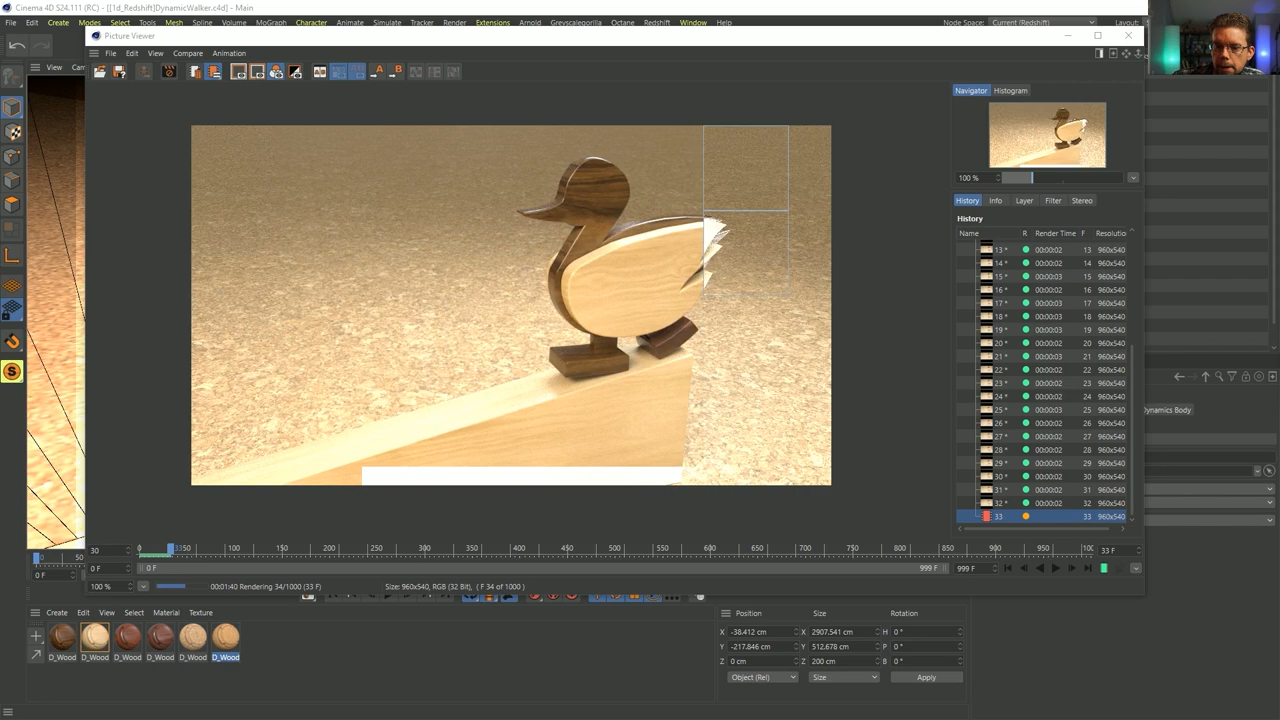 Cinema 4D S24.111 (RC) - [[1d_Redshift]DynamicWalker.c4d] - Main
File Edit Create Modes Select Tools Mesh Spline Volume MoGraph Character Animate Simulate Tracker Render Extensions Arnold Greyscalegorilla Octane Redshift Window Help Node Space: Current (Redshift) Layout:
Picture Viewer
File Edit View Compare Animation
View Cam
Navigator Histogram
100 %
History Info Layer Filter Stereo
History
Name R Render Time F Resolutio
13 * 00:00:02 13 960x540
14 * 00:00:02 14 960x540
15 * 00:00:03 15 960x540
16 * 00:00:02 16 960x540
17 * 00:00:03 17 960x540
18 * 00:00:03 18 960x540
19 * 00:00:03 19 960x540
20 * 00:00:02 20 960x540
21 * 00:00:03 21 960x540
22 * 00:00:02 22 960x540
23 * 00:00:02 23 960x540
24 * 00:00:02 24 960x540
25 * 00:00:03 25 960x540
26 * 00:00:02 26 960x540
27 * 00:00:02 27 960x540
28 * 00:00:02 28 960x540
29 * 00:00:02 29 960x540
30 * 00:00:02 30 960x540
31 * 00:00:02 31 960x540
32 * 00:00:02 32 960x540
33 33 960x540
Dynamics Body
30 0 3350 100 150 200 250 300 350 400 450 500 550 600 650 700 750 800 850 900 950 100 33 F
0 F 0 F 999 F 999 F
0 50
0 F
100 % 00:01:40 Rendering 34/1000 (33 F) Size: 960x540, RGB (32 Bit), ( F 34 of 1000 )
Create Edit View Select Material Texture
D_Wood D_Wood D_Wood D_Wood D_Wood D_Wood
Position Size Rotation
X -38.412 cm X 2907.541 cm H 0 °
Y -217.846 cm Y 512.678 cm P 0 °
Z 0 cm Z 200 cm B 0 °
Object (Rel) Size Apply